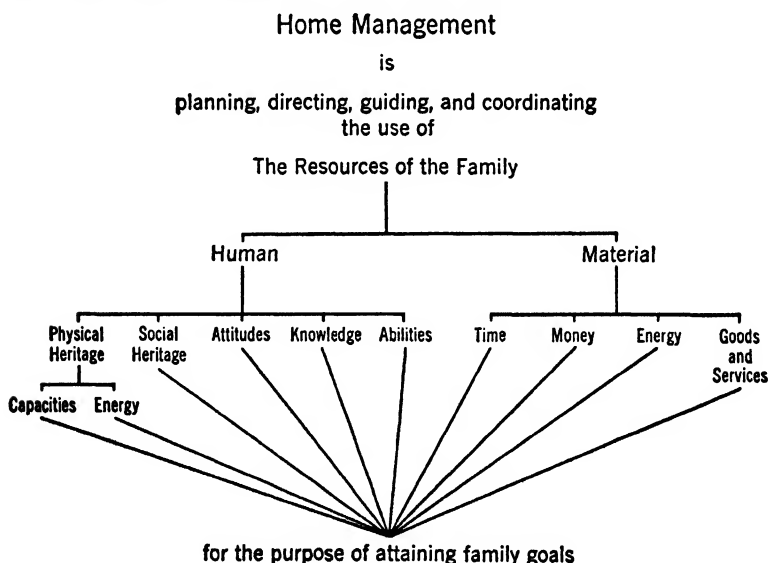 Home Management
is
planning, directing, guiding, and coordinating
the use of
The Resources of the Family
Human
Material
Physical
Heritage
Social
Heritage
Attitudes
Knowledge
Abilities
Time
Money
Energy
Goods
and
Services
Capacities
Energy
for the purpose of attaining family goals